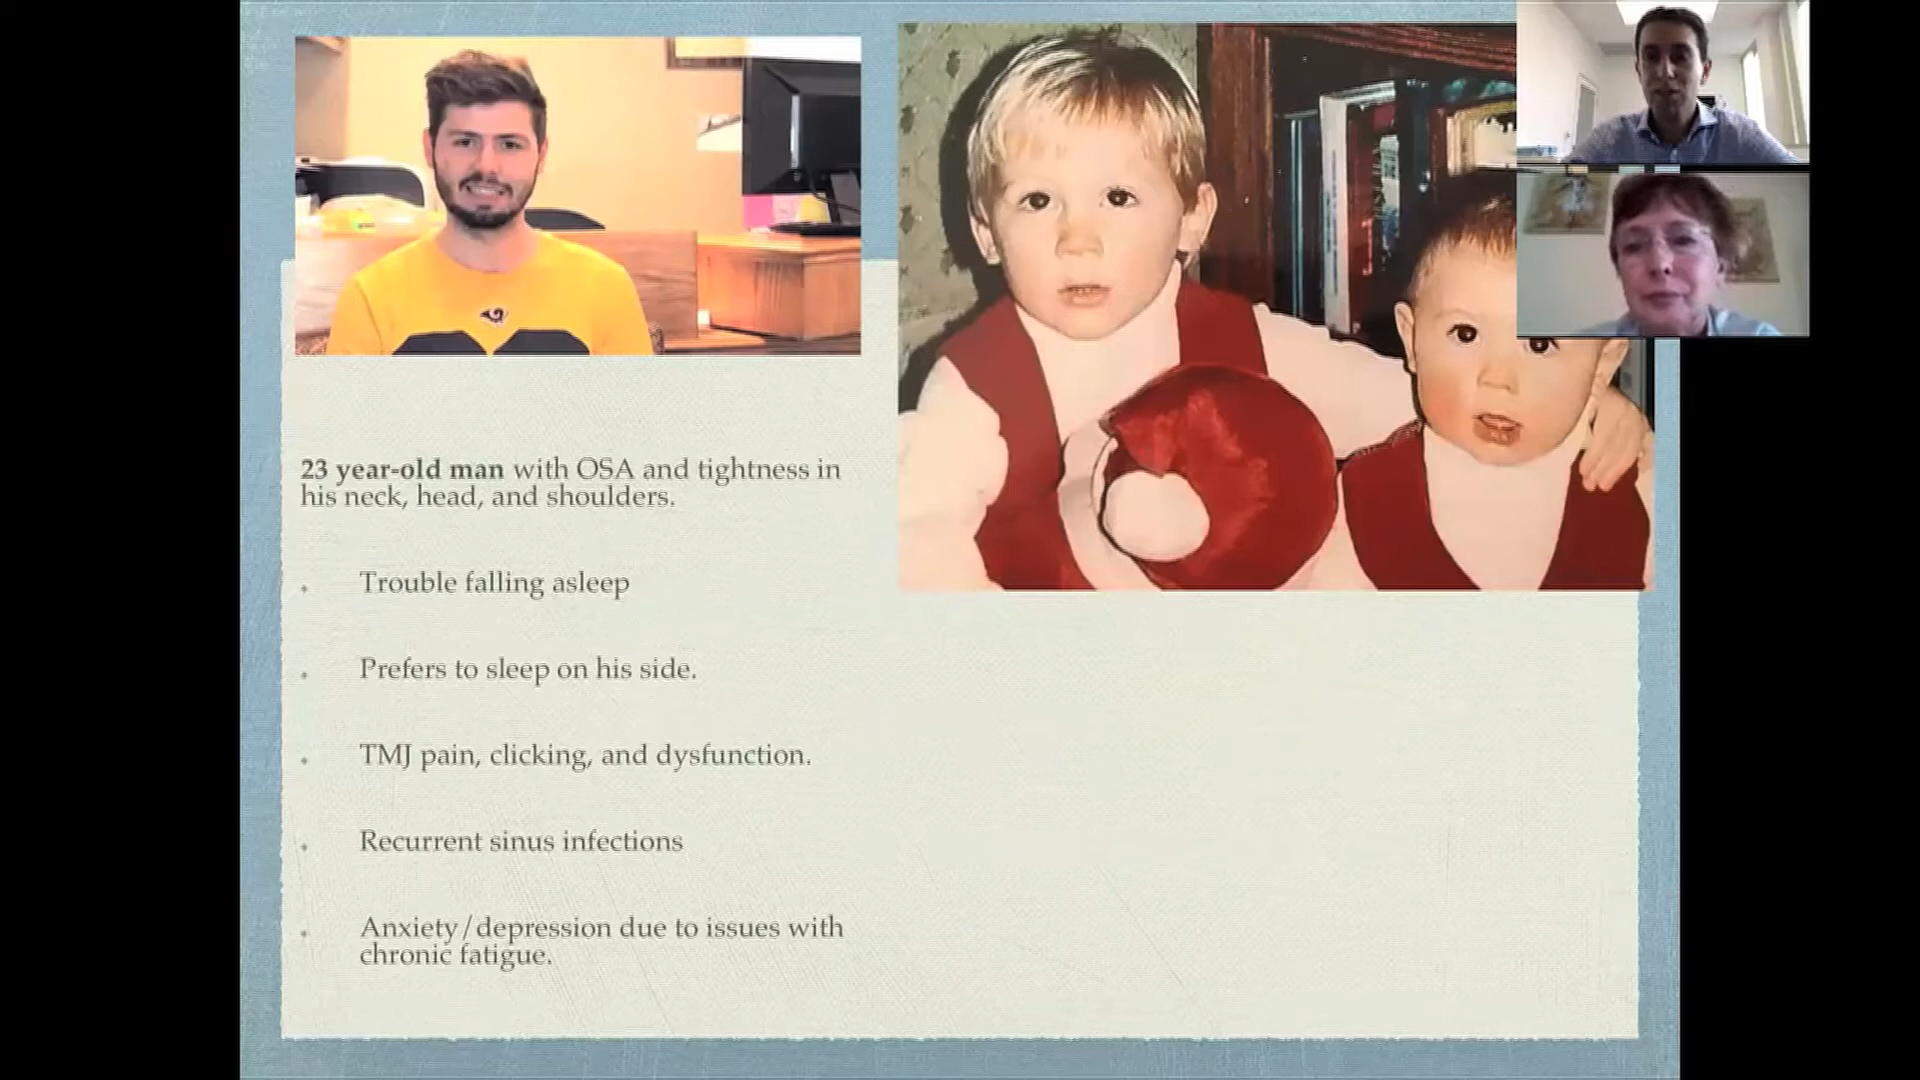 23 year-old man with OSA and tightness in
his neck, head, and shoulders.
Trouble falling asleep
Prefers to sleep on his side.
TMJ pain, clicking, and dysfunction.
Recurrent sinus infections
Anxiety/depression due to issues with
chronic fatigue.